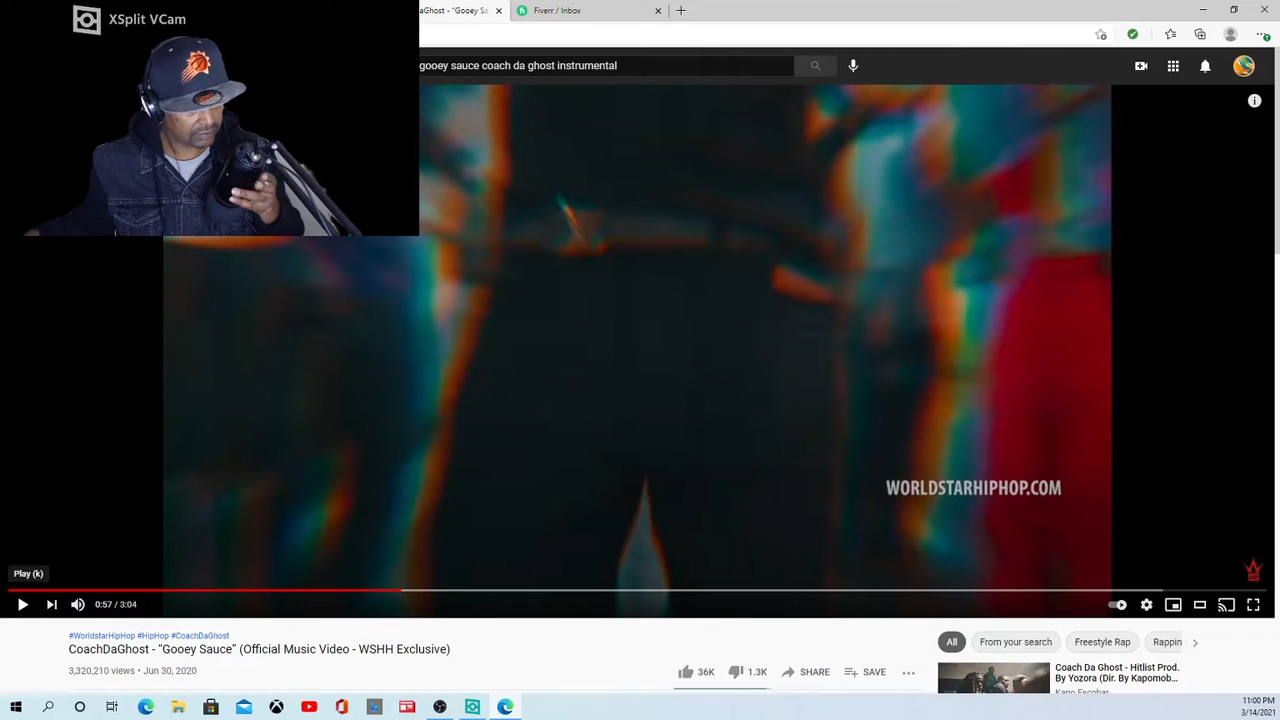 XSplit VCam
aGhost - "Gooey Sa
Fiverr / Inbox
gooey sauce coach da ghost instrumental
WORLDSTARHIPHOP.COM
Play (k)
0:57 / 3:04
#WorldstarHipHop #HipHop #CoachDaGhost
CoachDaGhost - “Gooey Sauce” (Official Music Video - WSHH Exclusive)
3,320,210 views • Jun 30, 2020
36K
1.3K
SHARE
SAVE
All
From your search
Freestyle Rap
Rappin
Coach Da Ghost - Hitlist Prod.
By Yozora (Dir. By Kapomob...
Kapo Escobar
11:00 PM
3/14/2021